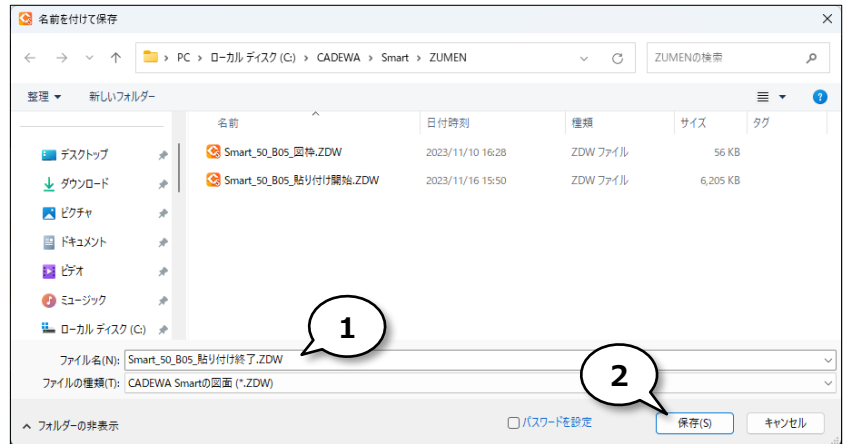 名前を付けて保存
PC › ローカル ディスク (C:) › CADEWA › Smart › ZUMEN
ZUMENの検索
整理 新しいフォルダー
名前 日付時刻 種類 サイズ タグ
デスクトップ
ダウンロード
ピクチャ
ドキュメント
ビデオ
ミュージック
ローカル ディスク (C:)
Smart_50_B05_図枠.ZDW 2023/11/10 16:28 ZDW ファイル 56 KB
Smart_50_B05_貼り付け開始.ZDW 2023/11/16 15:50 ZDW ファイル 6,205 KB
1
ファイル名(N): Smart_50_B05_貼り付け終了.ZDW
ファイルの種類(T): CADEWA Smartの図面 (*.ZDW)
2
フォルダーの非表示
パスワードを設定
保存(S)
キャンセル